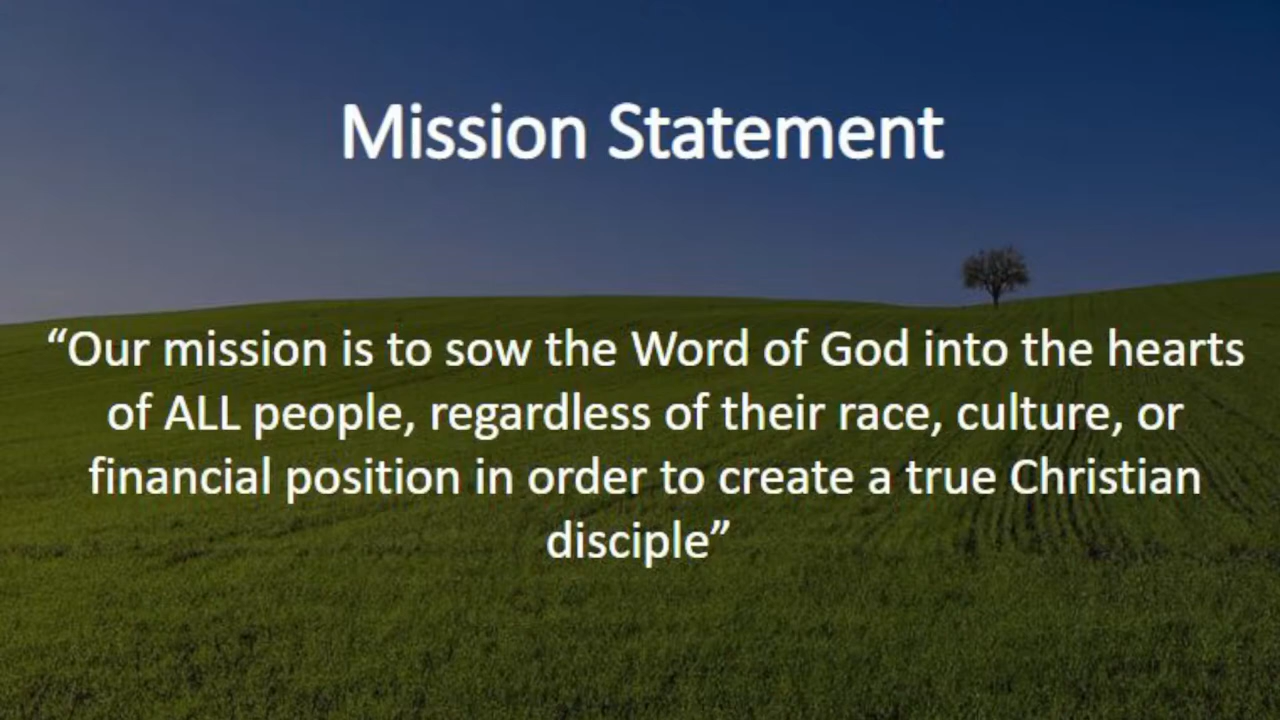 Mission Statement
“Our mission is to sow the Word of God into the hearts
of ALL people, regardless of their race, culture, or
financial position in order to create a true Christian
disciple”